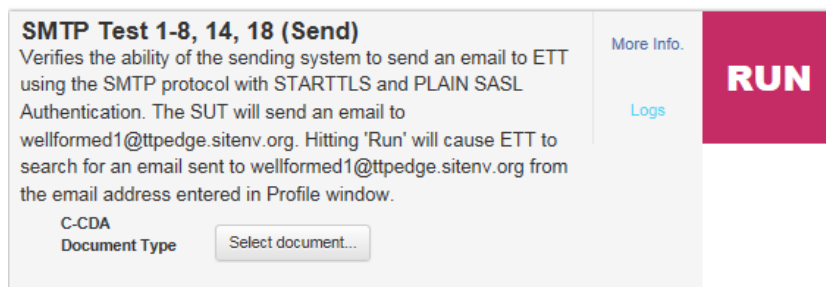 SMTP Test 1-8, 14, 18 (Send)
Verifies the ability of the sending system to send an email to ETT
using the SMTP protocol with STARTTLS and PLAIN SASL
Authentication. The SUT will send an email to
wellformed1@ttpedge.sitenv.org. Hitting 'Run' will cause ETT to
search for an email sent to wellformed1@ttpedge.sitenv.org from
the email address entered in Profile window.
C-CDA
Document Type
Select document...
More Info.
Logs
RUN